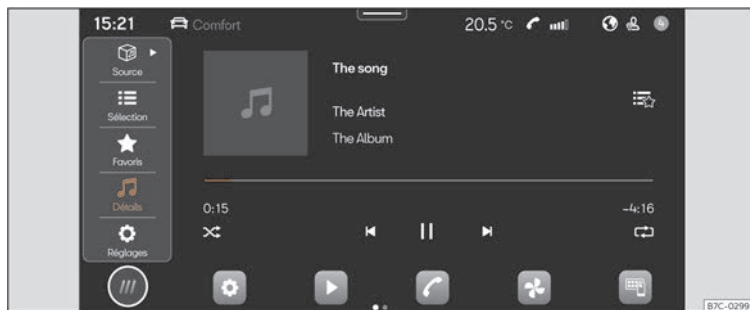 15:21 Comfort 20.5 °C 4
Source
Sélection
Favoris
Détails
Réglages
The song
The Artist
The Album
0:15 -4:16
B7C-0299